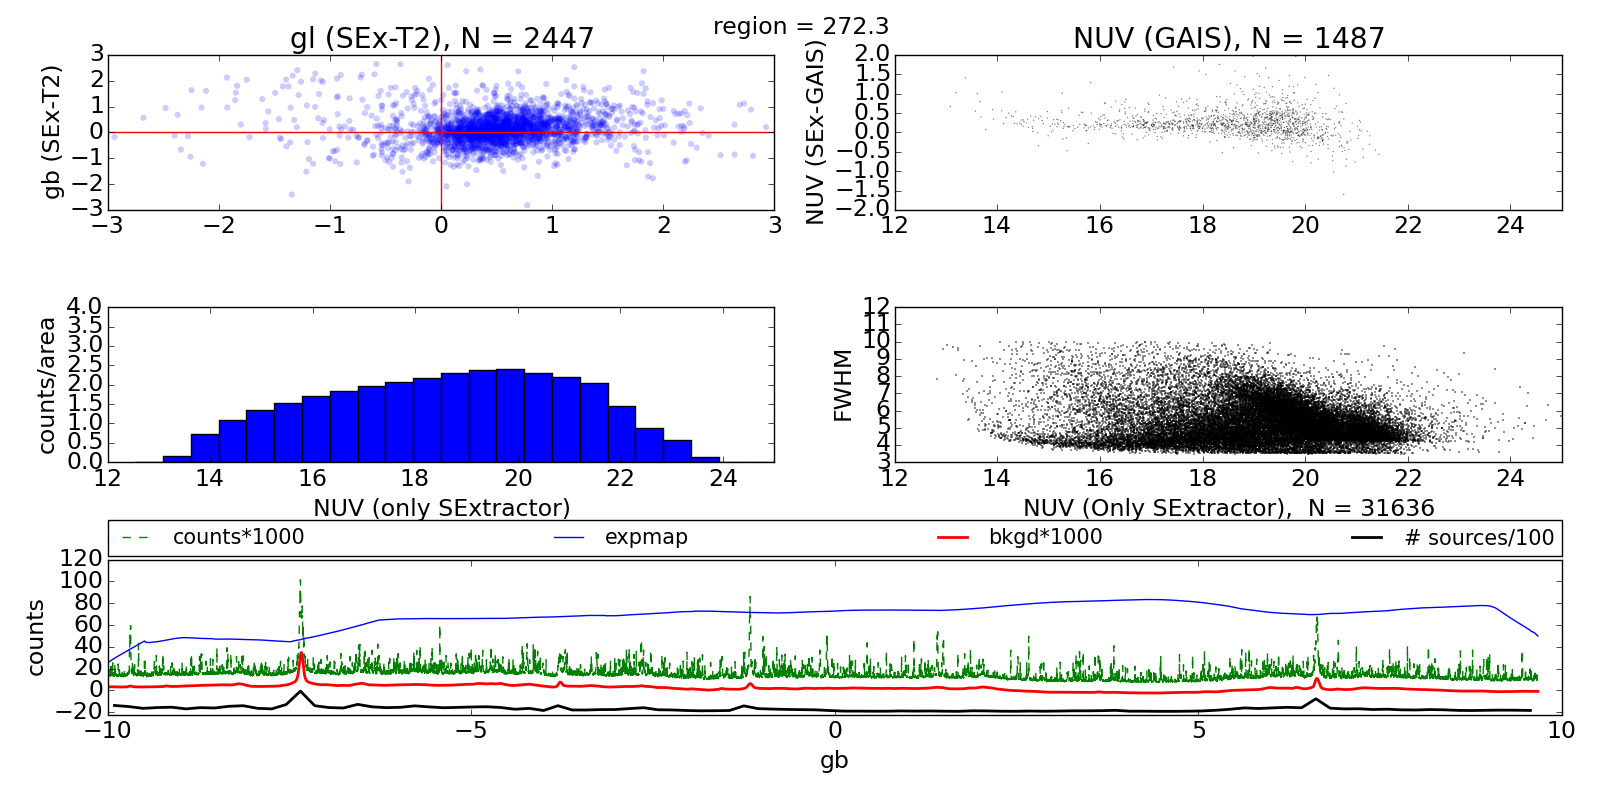 region = 272.3
gl (SEx-T2), N = 2447
NUV (GAIS), N = 1487
gb (SEx-T2)
3
2
1
0
−1
−2
−3
−3 −2 −1 0 1 2 3
NUV (SEx-GAIS)
2.0
1.5
1.0
0.5
0.0
−0.5
−1.0
−1.5
−2.0
12 14 16 18 20 22 24
counts/area
4.0
3.5
3.0
2.5
2.0
1.5
1.0
0.5
0.0
12 14 16 18 20 22 24
NUV (only SExtractor)
FWHM
12
11
10
9
8
7
6
5
4
3
12 14 16 18 20 22 24
NUV (Only SExtractor), N = 31636
counts*1000 expmap bkgd*1000 # sources/100
counts
120
100
80
60
40
20
0
−20
−10 −5 0 5 10
gb